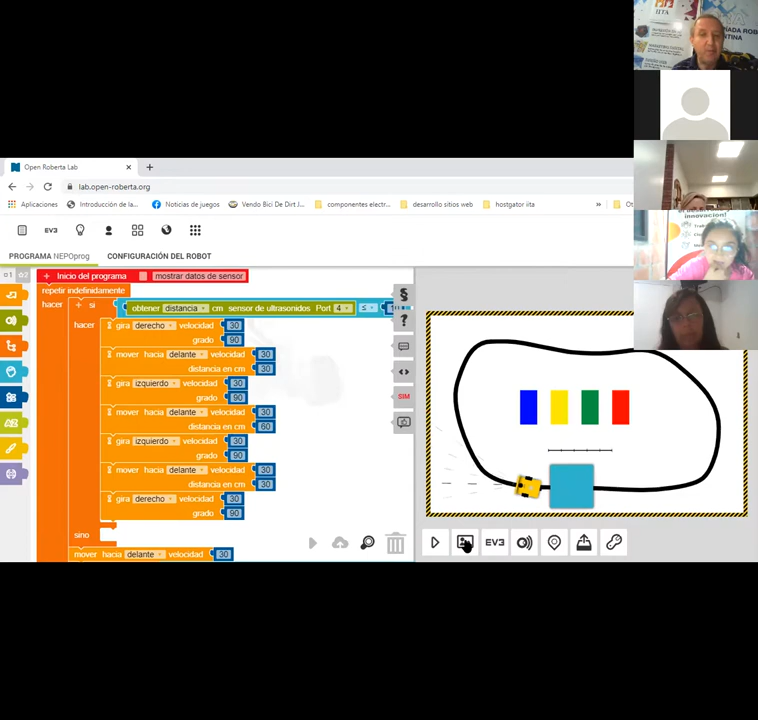 IITA
Open Roberta Lab
lab.open-roberta.org
Aplicaciones
Introducción de la...
Noticias de juegos
Vendo Bici De Dirt J...
componentes electr...
desarrollo sitios web
hostgator iita
»
EV3
PROGRAMA NEPOprog
CONFIGURACIÓN DEL ROBOT
1
2
Inicio del programa mostrar datos de sensor
repetir indefinidamente
hacer si obtener distancia cm sensor de ultrasonidos Port 4 ≤
hacer gira derecho velocidad 30
grado 90
mover hacia delante velocidad 30
distancia en cm 30
gira izquierdo velocidad 30
grado 90
mover hacia delante velocidad 30
distancia en cm 60
gira izquierdo velocidad 30
grado 90
mover hacia delante velocidad 30
distancia en cm 30
gira derecho velocidad 30
grado 90
sino
mover hacia delante velocidad 30
?
SIM
EV3
innovación!